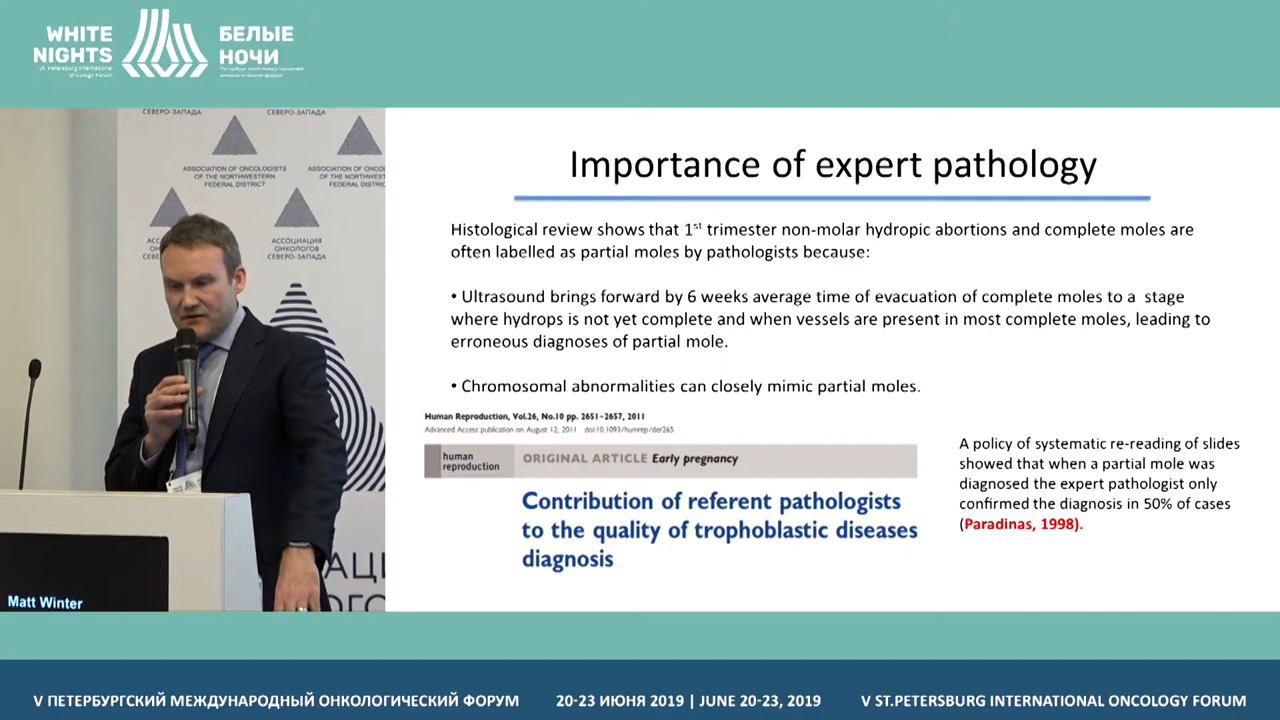 WHITE
NIGHTS
St. Petersburg International
Oncology Forum
БЕЛЫЕ
НОЧИ
Петербургский международный
онкологический форум
СЕВЕРО-ЗАПАДА
СЕВЕРО-ЗАПАДА
ASSOCIATION OF ONCOLOGISTS
OF THE NORTHWESTERN
FEDERAL DISTRICT
ASSOCIATION OF ONCOL
OF THE NORTHWEST
FEDERAL DISTRIC
АССОЦИАЦИЯ
ОНКОЛОГОВ
СЕВЕРО-ЗАПАДА
Matt Winter
Importance of expert pathology
Histological review shows that 1st trimester non-molar hydropic abortions and complete moles are
often labelled as partial moles by pathologists because:
• Ultrasound brings forward by 6 weeks average time of evacuation of complete moles to a stage
where hydrops is not yet complete and when vessels are present in most complete moles, leading to
erroneous diagnoses of partial mole.
• Chromosomal abnormalities can closely mimic partial moles.
Human Reproduction, Vol.26, No.10 pp. 2651–2657, 2011
Advanced Access publication on August 12, 2011 doi:10.1093/humrep/der265
human
reproduction
ORIGINAL ARTICLE Early pregnancy
Contribution of referent pathologists
to the quality of trophoblastic diseases
diagnosis
A policy of systematic re-reading of slides
showed that when a partial mole was
diagnosed the expert pathologist only
confirmed the diagnosis in 50% of cases
(Paradinas, 1998).
V ПЕТЕРБУРГСКИЙ МЕЖДУНАРОДНЫЙ ОНКОЛОГИЧЕСКИЙ ФОРУМ
20-23 ИЮНЯ 2019 | JUNE 20-23, 2019
V ST.PETERSBURG INTERNATIONAL ONCOLOGY FORUM